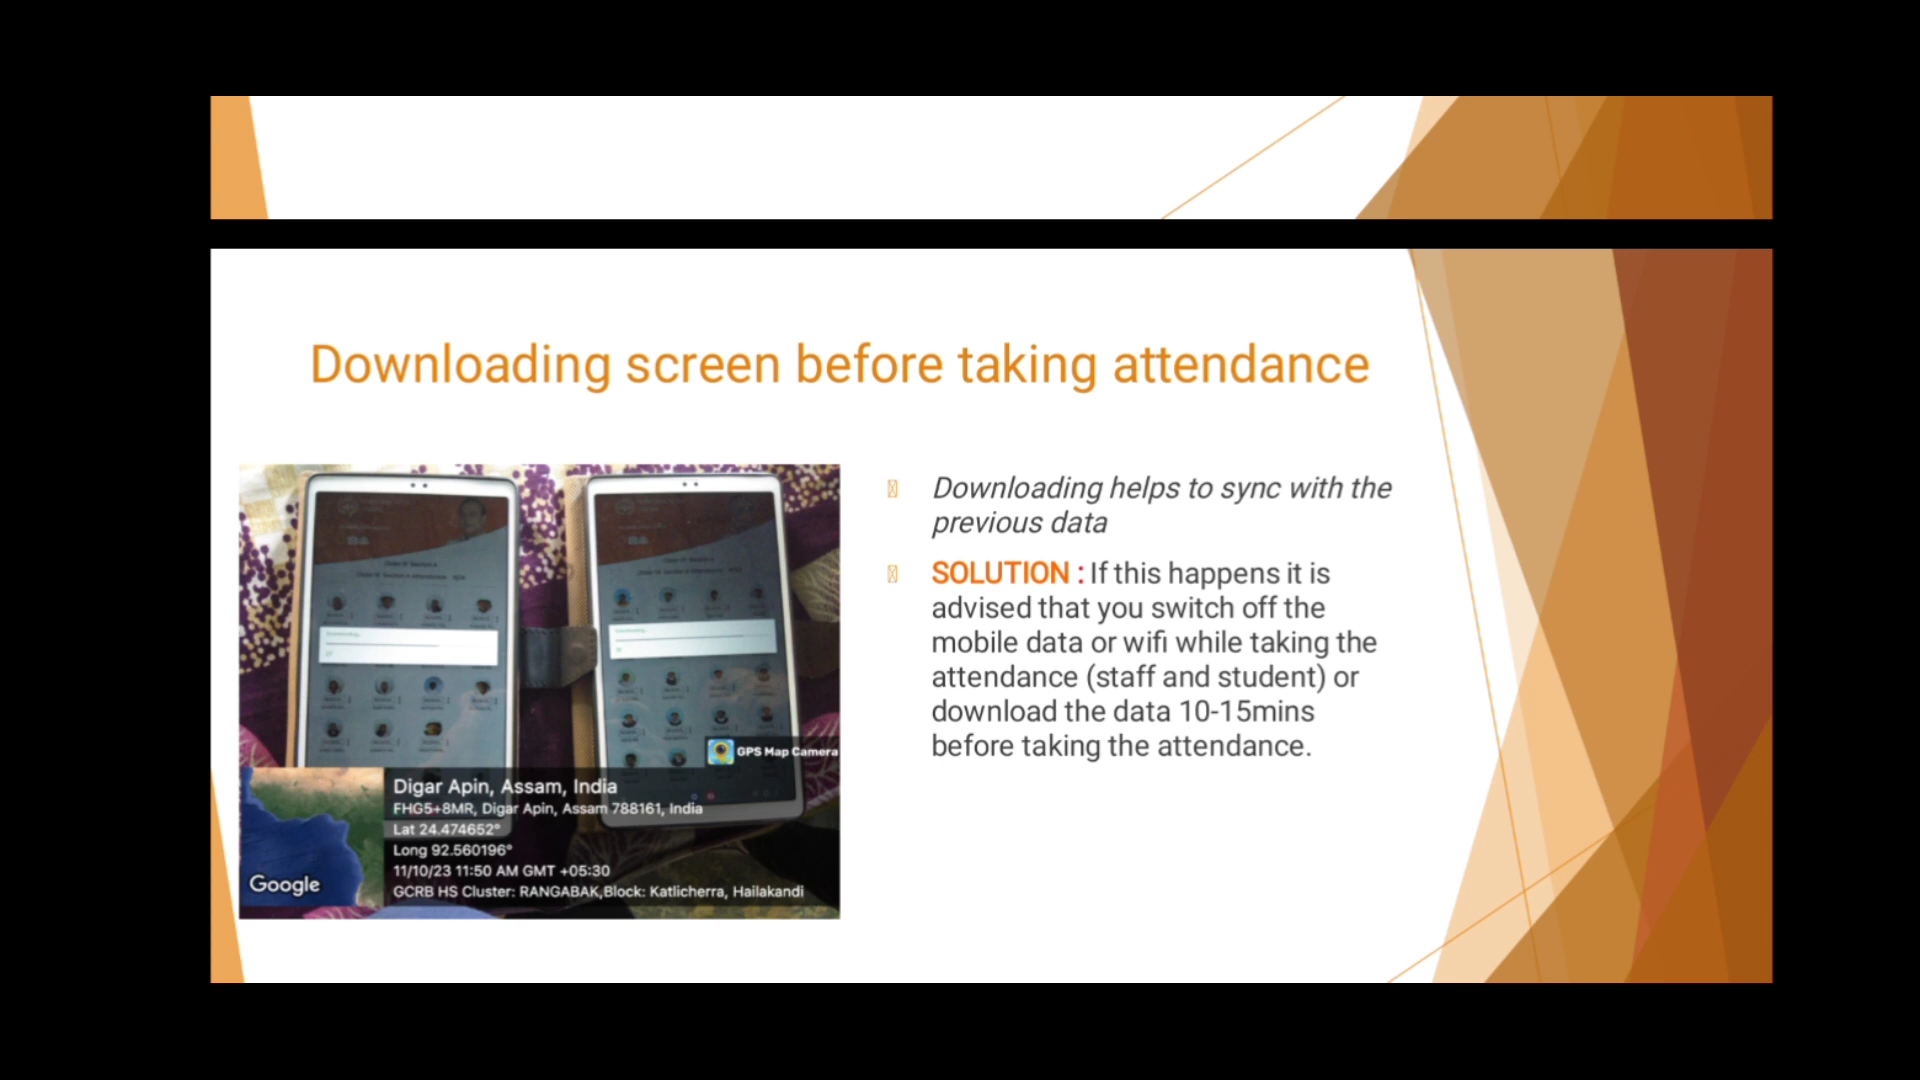 Downloading screen before taking attendance
Downloading helps to sync with the
previous data
SOLUTION : If this happens it is
advised that you switch off the
mobile data or wifi while taking the
attendance (staff and student) or
download the data 10-15mins
before taking the attendance.
Downloading...
Downloading...
GPS Map Camera
Digar Apin, Assam, India
FHG5+8MR, Digar Apin, Assam 788161, India
Lat 24.474652°
Long 92.560196°
11/10/23 11:50 AM GMT +05:30
GCRB HS Cluster: RANGABAK,Block: Katlicherra, Hailakandi
Google